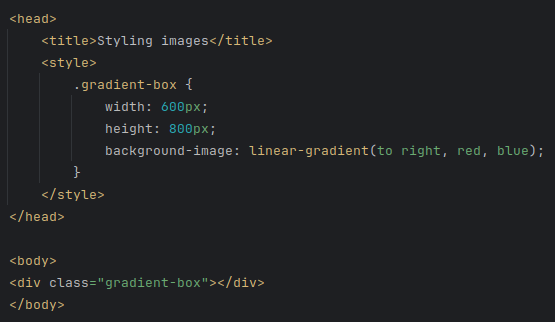 <head>
    <title>Styling images</title>
    <style>
        .gradient-box {
            width: 600px;
            height: 800px;
            background-image: linear-gradient(to right, red, blue);
        }
    </style>
</head>

<body>
<div class="gradient-box"></div>
</body>